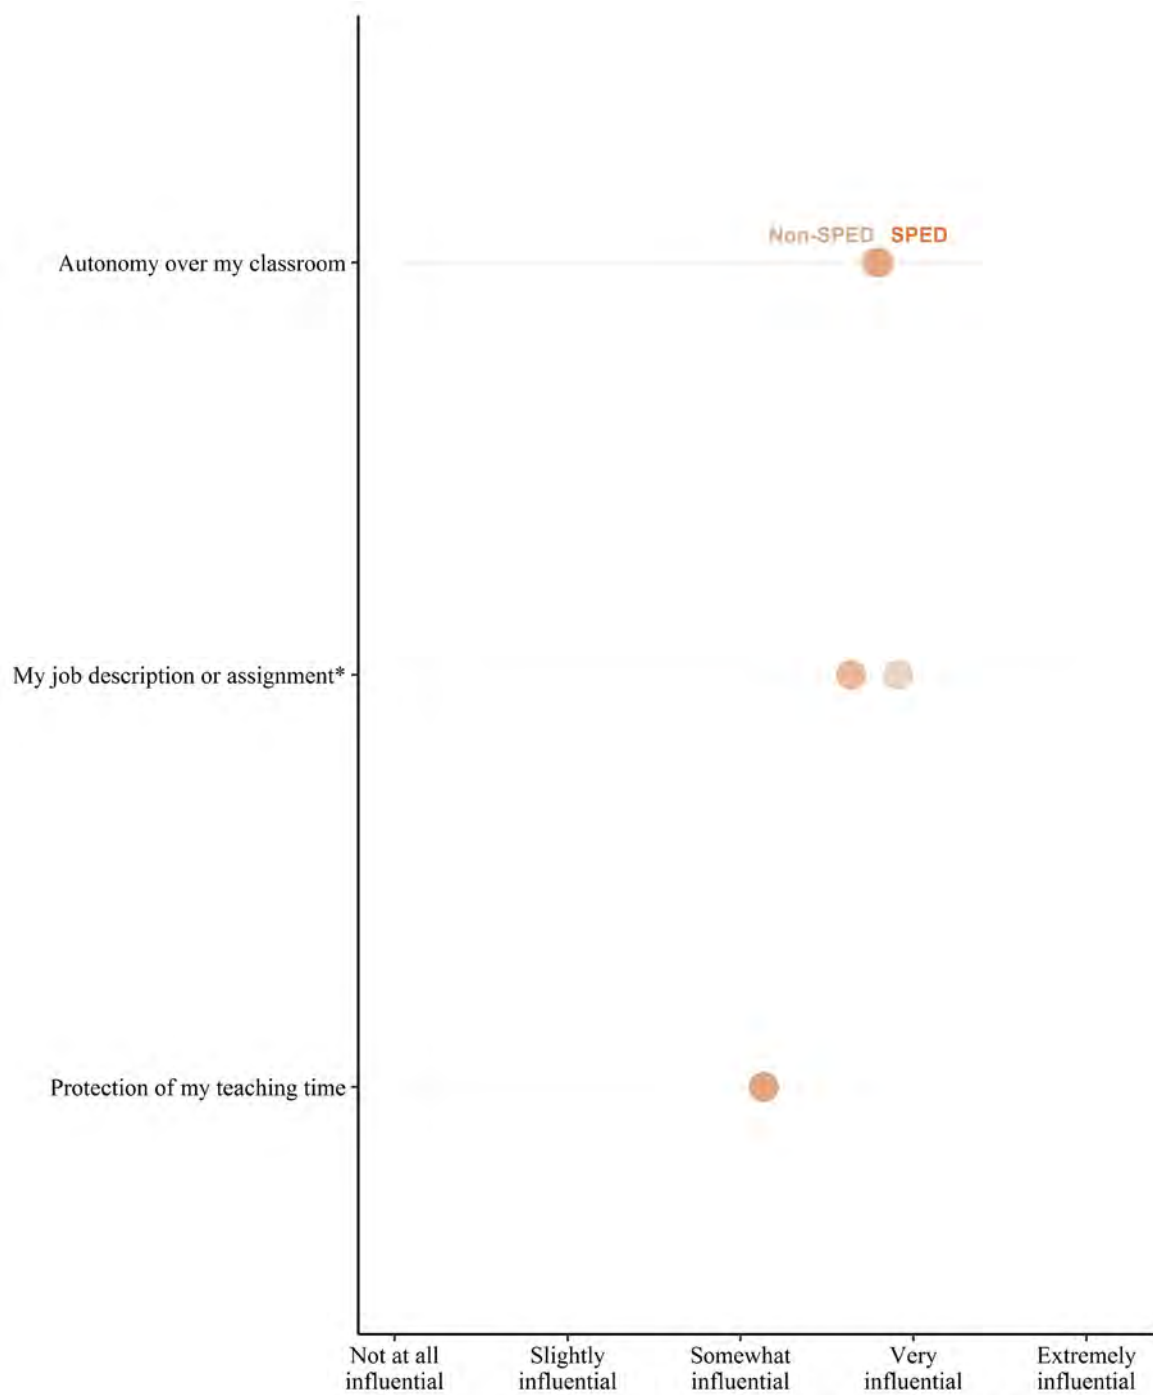 Non-SPED SPED
Autonomy over my classroom
My job description or assignment*
Protection of my teaching time
Not at all influential
Slightly influential
Somewhat influential
Very influential
Extremely influential